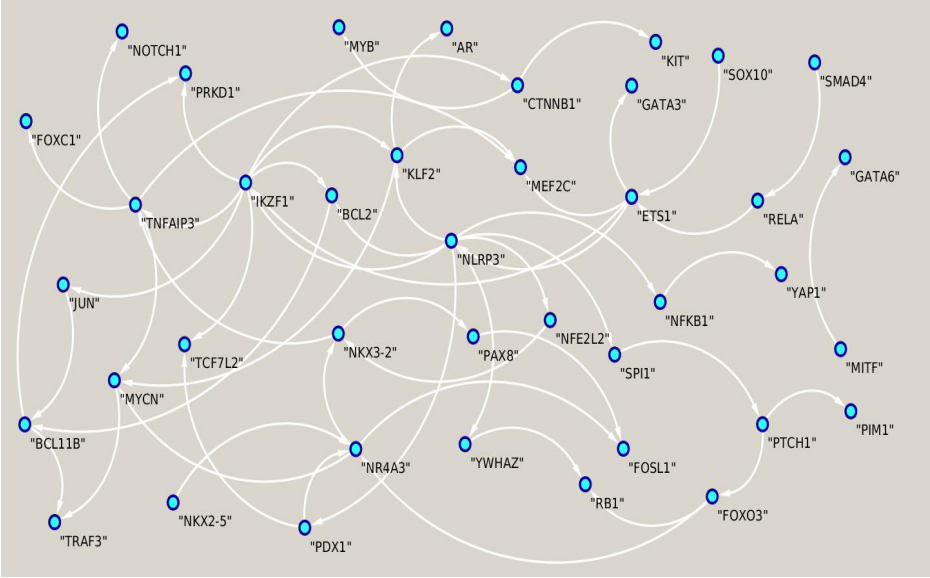 "MYB"
"AR"
"NOTCH1"
"KIT"
"SOX10"
"SMAD4"
"PRKD1"
"CTNNB1"
"GATA3"
"FOXC1"
"KLF2"
"MEF2C"
"GATA6"
"IKZF1"
"BCL2"
"TNFAIP3"
"ETS1"
"RELA"
"NLRP3"
"JUN"
"YAP1"
"NFKB1"
"TCF7L2"
"NKX3-2"
"PAX8"
"NFE2L2"
"SPI1"
"MITF"
"MYCN"
"BCL11B"
"PTCH1"
"PIM1"
"NR4A3"
"YWHAZ"
"FOSL1"
"RB1"
"FOXO3"
"TRAF3"
"NKX2-5"
"PDX1"